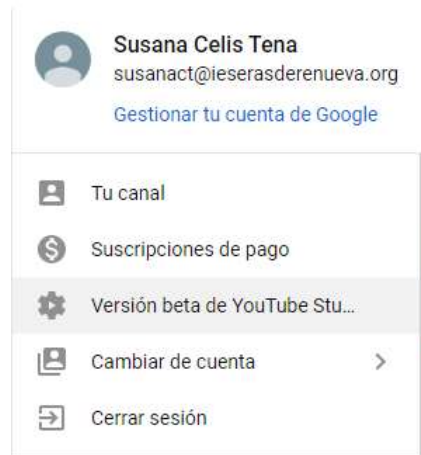 Susana Celis Tena
susanact@ieserasderenueva.org
Gestionar tu cuenta de Google
Tu canal
Suscripciones de pago
Versión beta de YouTube Stu...
Cambiar de cuenta
Cerrar sesión